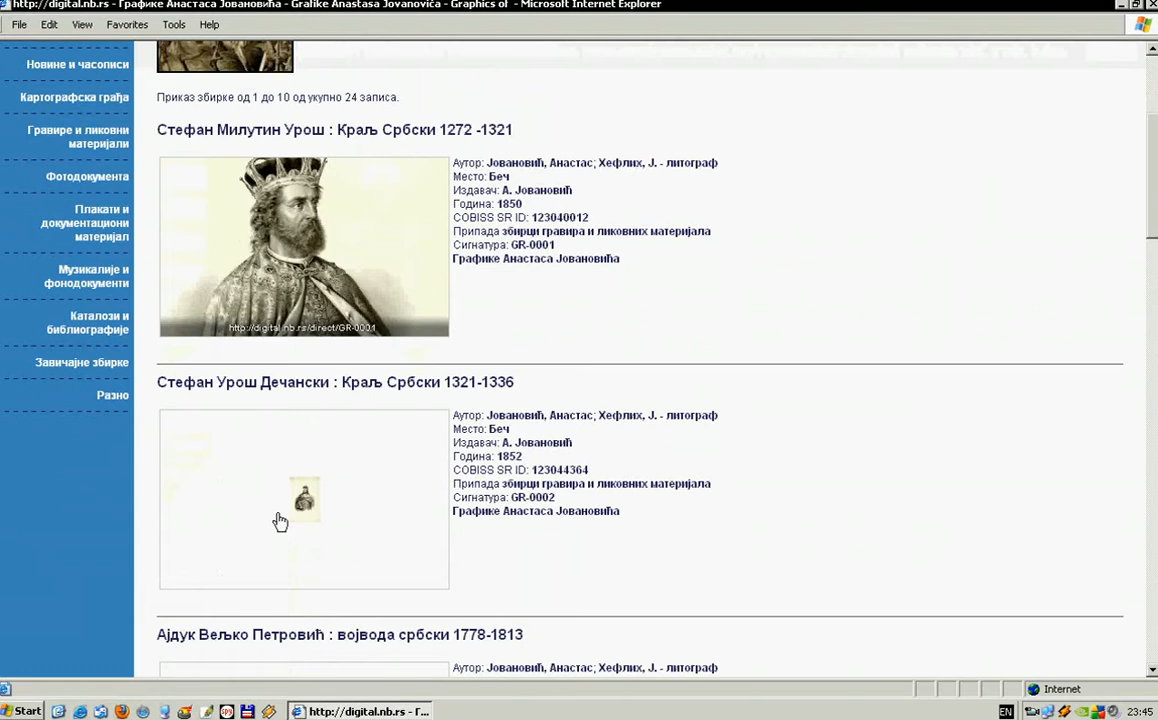 http://digital.nb.rs - Графике Анастаса Јовановића - Grafike Anastasa Jovanovića - Graphics of - Microsoft Internet Explorer
File Edit View Favorites Tools Help
Новине и часописи
Картографска грађа
Гравире и ликовни
материјали
Фотодокумента
Плакати и
документациони
материјал
Музикалије и
фонодокументи
Каталози и
библиографије
Завичајне збирке
Разно
Приказ збирке од 1 до 10 од укупно 24 записа.
Стефан Милутин Урош : Краљ Србски 1272 -1321
http://digital.nb.rs/direct/GR-0001
Аутор: Јовановић, Анастас; Хефлих, Ј. - литограф
Место: Беч
Издавач: А. Јовановић
Година: 1850
COBISS SR ID: 123040012
Припада збирци гравира и ликовних материјала
Сигнатура: GR-0001
Графике Анастаса Јовановића
Стефан Урош Дечански : Краљ Србски 1321-1336
Аутор: Јовановић, Анастас; Хефлих, Ј. - литограф
Место: Беч
Издавач: А. Јовановић
Година: 1852
COBISS SR ID: 123044364
Припада збирци гравира и ликовних материјала
Сигнатура: GR-0002
Графике Анастаса Јовановића
Ајдук Вељко Петровић : војвода србски 1778-1813
Аутор: Јовановић, Анастас; Хефлих, Ј. - литограф
Internet
Start
http://digital.nb.rs - Г...
EN
23:45